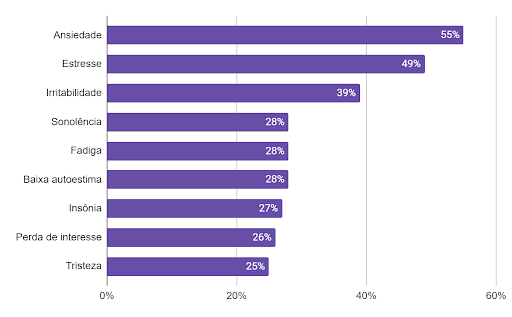 Ansiedade 55%
Estresse 49%
Irritabilidade 39%
Sonolência 28%
Fadiga 28%
Baixa autoestima 28%
Insônia 27%
Perda de interesse 26%
Tristeza 25%
0% 20% 40% 60%